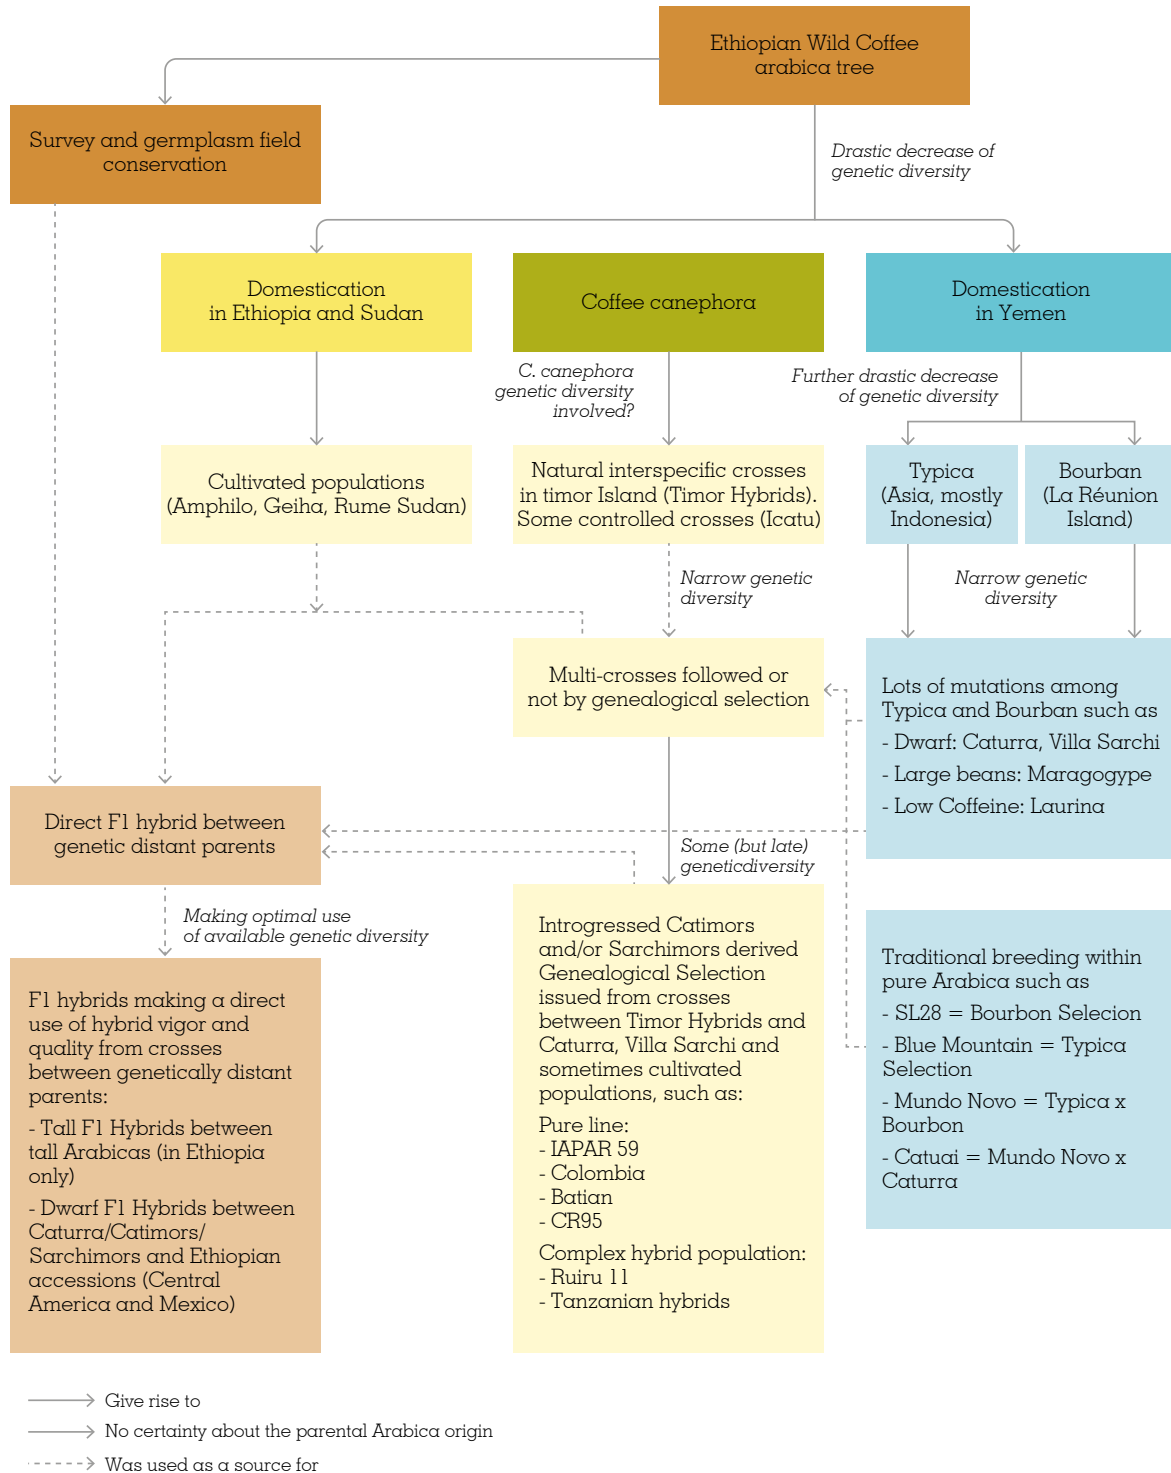 Ethiopian Wild Coffee
arabica tree
Survey and germplasm field
conservation
Drastic decrease of
genetic diversity
Domestication
in Ethiopia and Sudan
Coffee canephora
Domestication
in Yemen
C. canephora
genetic diversity
involved?
Further drastic decrease
of genetic diversity
Cultivated populations
(Amphilo, Geiha, Rume Sudan)
Natural interspecific crosses
in timor Island (Timor Hybrids).
Some controlled crosses (Icatu)
Typica
(Asia, mostly
Indonesia)
Bourban
(La Réunion
Island)
Narrow genetic
diversity
Narrow genetic
diversity
Multi-crosses followed or
not by genealogical selection
Lots of mutations among
Typica and Bourban such as
- Dwarf: Caturra, Villa Sarchi
- Large beans: Maragogype
- Low Coffeine: Laurina
Direct F1 hybrid between
genetic distant parents
Some (but late)
geneticdiversity
Making optimal use
of available genetic diversity
F1 hybrids making a direct
use of hybrid vigor and
quality from crosses
between genetically distant
parents:
- Tall F1 Hybrids between
tall Arabicas (in Ethiopia
only)
- Dwarf F1 Hybrids between
Caturra/Catimors/
Sarchimors and Ethiopian
accessions (Central
America and Mexico)
Introgressed Catimors
and/or Sarchimors derived
Genealogical Selection
issued from crosses
between Timor Hybrids and
Caturra, Villa Sarchi and
sometimes cultivated
populations, such as:
Pure line:
- IAPAR 59
- Colombia
- Batian
- CR95
Complex hybrid population:
- Ruiru 11
- Tanzanian hybrids
Traditional breeding within
pure Arabica such as
- SL28 = Bourbon Selecion
- Blue Mountain = Typica
Selection
- Mundo Novo = Typica x
Bourbon
- Catuai = Mundo Novo x
Caturra
Give rise to
No certainty about the parental Arabica origin
Was used as a source for